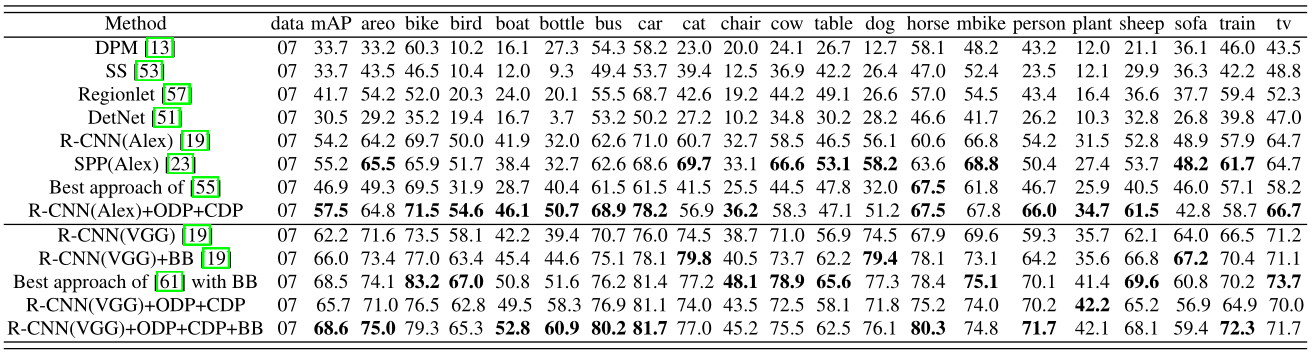 Method data mAP areo bike bird boat bottle bus car cat chair cow table dog horse mbike person plant sheep sofa train tv
DPM [13] 07 33.7 33.2 60.3 10.2 16.1 27.3 54.3 58.2 23.0 20.0 24.1 26.7 12.7 58.1 48.2 43.2 12.0 21.1 36.1 46.0 43.5
SS [53] 07 33.7 43.5 46.5 10.4 12.0 9.3 49.4 53.7 39.4 12.5 36.9 42.2 26.4 47.0 52.4 23.5 12.1 29.9 36.3 42.2 48.8
Regionlet [57] 07 41.7 54.2 52.0 20.3 24.0 20.1 55.5 68.7 42.6 19.2 44.2 49.1 26.6 57.0 54.5 43.4 16.4 36.6 37.7 59.4 52.3
DetNet [51] 07 30.5 29.2 35.2 19.4 16.7 3.7 53.2 50.2 27.2 10.2 34.8 30.2 28.2 46.6 41.7 26.2 10.3 32.8 26.8 39.8 47.0
R-CNN(Alex) [19] 07 54.2 64.2 69.7 50.0 41.9 32.0 62.6 71.0 60.7 32.7 58.5 46.5 56.1 60.6 66.8 54.2 31.5 52.8 48.9 57.9 64.7
SPP(Alex) [23] 07 55.2 65.5 65.9 51.7 38.4 32.7 62.6 68.6 69.7 33.1 66.6 53.1 58.2 63.6 68.8 50.4 27.4 53.7 48.2 61.7 64.7
Best approach of [55] 07 46.9 49.3 69.5 31.9 28.7 40.4 61.5 61.5 41.5 25.5 44.5 47.8 32.0 67.5 61.8 46.7 25.9 40.5 46.0 57.1 58.2
R-CNN(Alex)+ODP+CDP 07 57.5 64.8 71.5 54.6 46.1 50.7 68.9 78.2 56.9 36.2 58.3 47.1 51.2 67.5 67.8 66.0 34.7 61.5 42.8 58.7 66.7
R-CNN(VGG) [19] 07 62.2 71.6 73.5 58.1 42.2 39.4 70.7 76.0 74.5 38.7 71.0 56.9 74.5 67.9 69.6 59.3 35.7 62.1 64.0 66.5 71.2
R-CNN(VGG)+BB [19] 07 66.0 73.4 77.0 63.4 45.4 44.6 75.1 78.1 79.8 40.5 73.7 62.2 79.4 78.1 73.1 64.2 35.6 66.8 67.2 70.4 71.1
Best approach of [61] with BB 07 68.5 74.1 83.2 67.0 50.8 51.6 76.2 81.4 77.2 48.1 78.9 65.6 77.3 78.4 75.1 70.1 41.4 69.6 60.8 70.2 73.7
R-CNN(VGG)+ODP+CDP 07 65.7 71.0 76.5 62.8 49.5 58.3 76.9 81.1 74.0 43.5 72.5 58.1 71.8 75.2 74.0 70.2 42.2 65.2 56.9 64.9 70.0
R-CNN(VGG)+ODP+CDP+BB 07 68.6 75.0 79.3 65.3 52.8 60.9 80.2 81.7 77.0 45.2 75.5 62.5 76.1 80.3 74.8 71.7 42.1 68.1 59.4 72.3 71.7